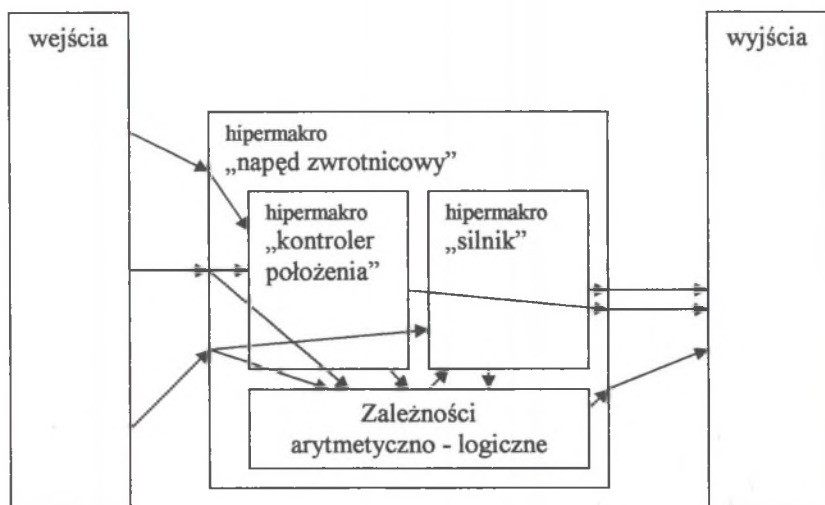 wejścia
wyjścia
hipermakro
„napęd zwrotnicowy”
hipermakro
„kontroler
położenia”
hipermakro
„silnik”
Zależności
arytmetyczno - logiczne